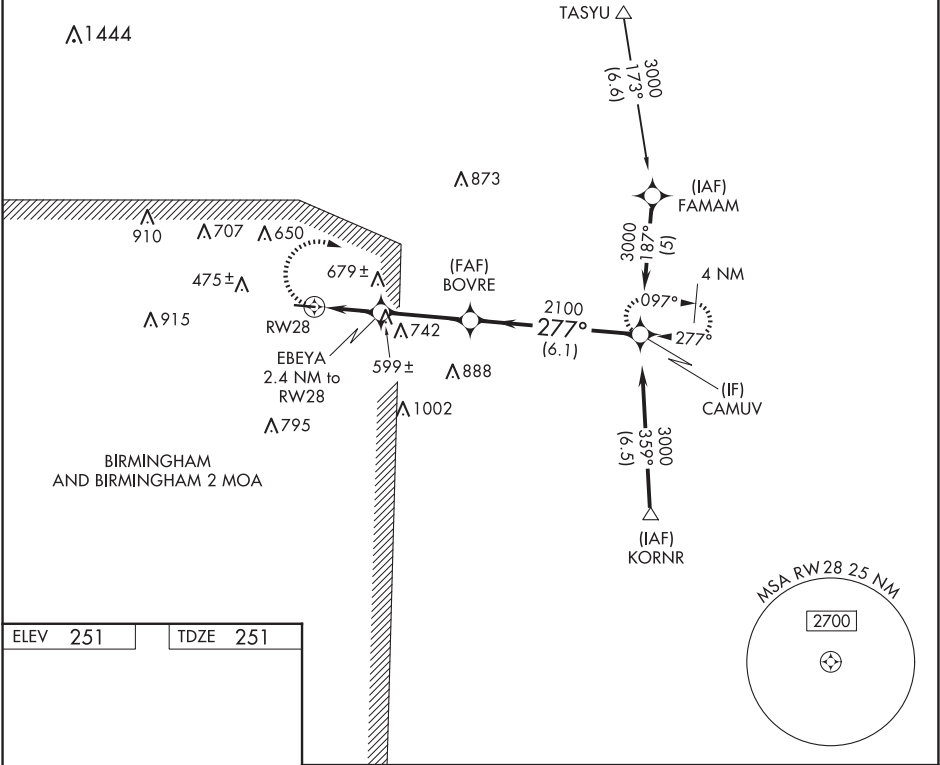 TASYU
1444
3000
173°
(6.6)
873
(IAF)
FAMAM
910
707
650
3000
187°
(5)
4 NM
475±
679±
(FAF)
BOVRE
097°
2100
277°
(6.1)
277°
915
RW28
742
EBEYA
2.4 NM to
RW28
599±
888
(IF)
CAMUV
795
1002
3000
359°
(6.5)
BIRMINGHAM
AND BIRMINGHAM 2 MOA
(IAF)
KORNR
MSA RW28 25 NM
2700
ELEV 251
TDZE 251